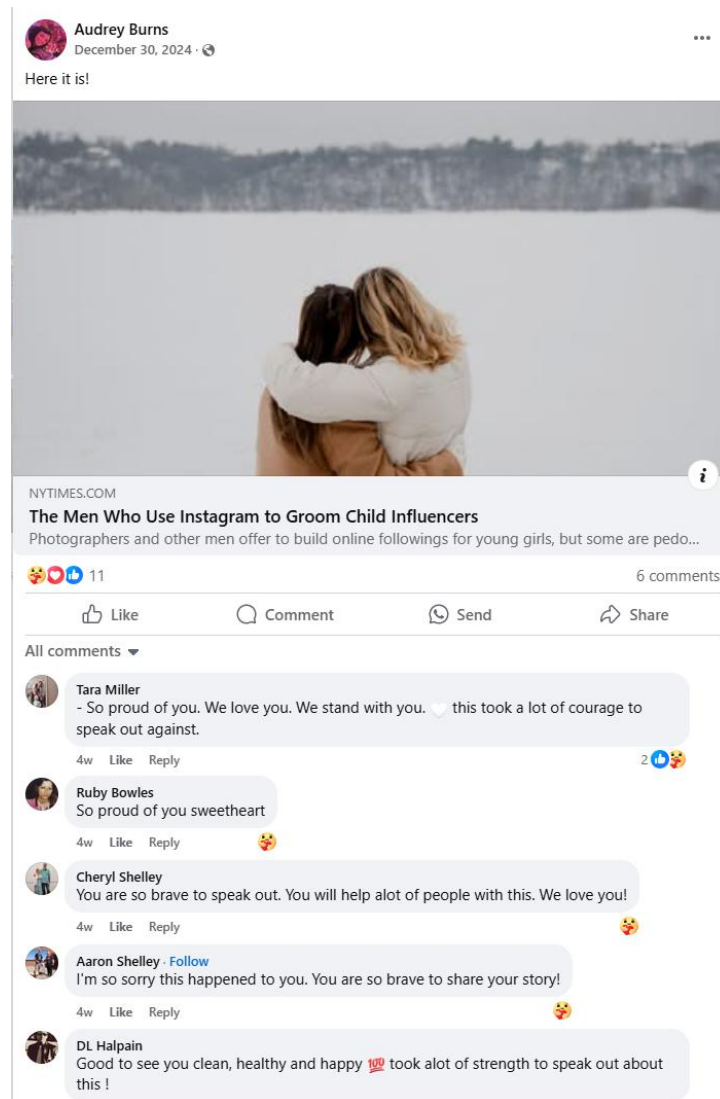 Audrey Burns
December 30, 2024 ·
Here it is!
NYTIMES.COM
The Men Who Use Instagram to Groom Child Influencers
Photographers and other men offer to build online followings for young girls, but some are pedo...
11
6 comments
Like Comment Send Share
All comments
Tara Miller
- So proud of you. We love you. We stand with you. 🤍 this took a lot of courage to
speak out against.
4w Like Reply
2
Ruby Bowles
So proud of you sweetheart
4w Like Reply
Cheryl Shelley
You are so brave to speak out. You will help alot of people with this. We love you!
4w Like Reply
Aaron Shelley · Follow
I'm so sorry this happened to you. You are so brave to share your story!
4w Like Reply
DL Halpain
Good to see you clean, healthy and happy 💯 took alot of strength to speak out about
this !